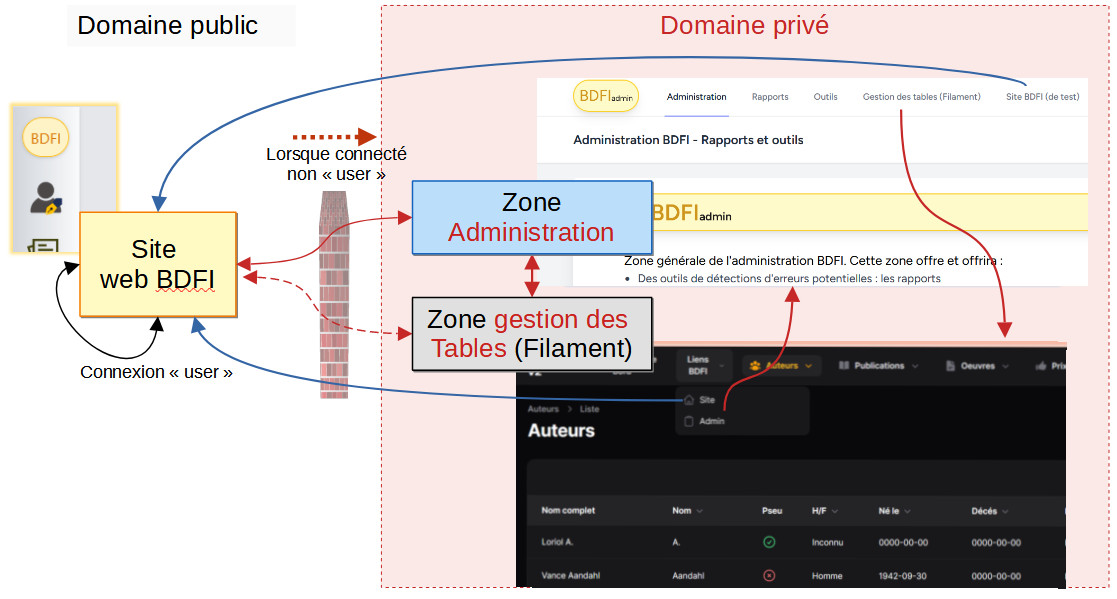 Domaine public
Domaine privé
BDFI
BDFIadmin
Administration
Rapports
Outils
Gestion des tables (Filament)
Site BDFI (de test)
Administration BDFI - Rapports et outils
Lorsque connecté
non « user »
Zone
Administration
BDFIadmin
Zone générale de l'administration BDFI. Cette zone offre et offrira :
• Des outils de détections d'erreurs potentielles : les rapports
Site
web BDFI
Zone gestion des
Tables (Filament)
Connexion « user »
Liens
BDFI
Auteurs
Publications
Oeuvres
Prix
Site
Admin
Auteurs > Liste
Auteurs
Nom complet
Nom
Pseu
H/F
Né le
Décés
Loriol A.
A.
Inconnu
0000-00-00
0000-00-00
Vance Aandahl
Aandahl
Homme
1942-09-30
0000-00-00